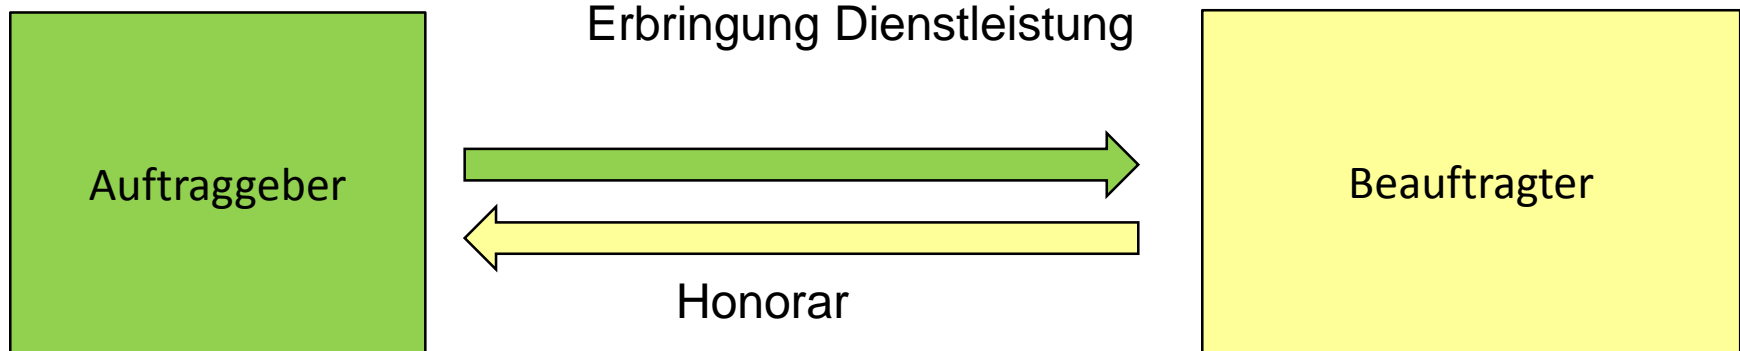 Erbringung Dienstleistung
Auftraggeber
Beauftragter
Honorar